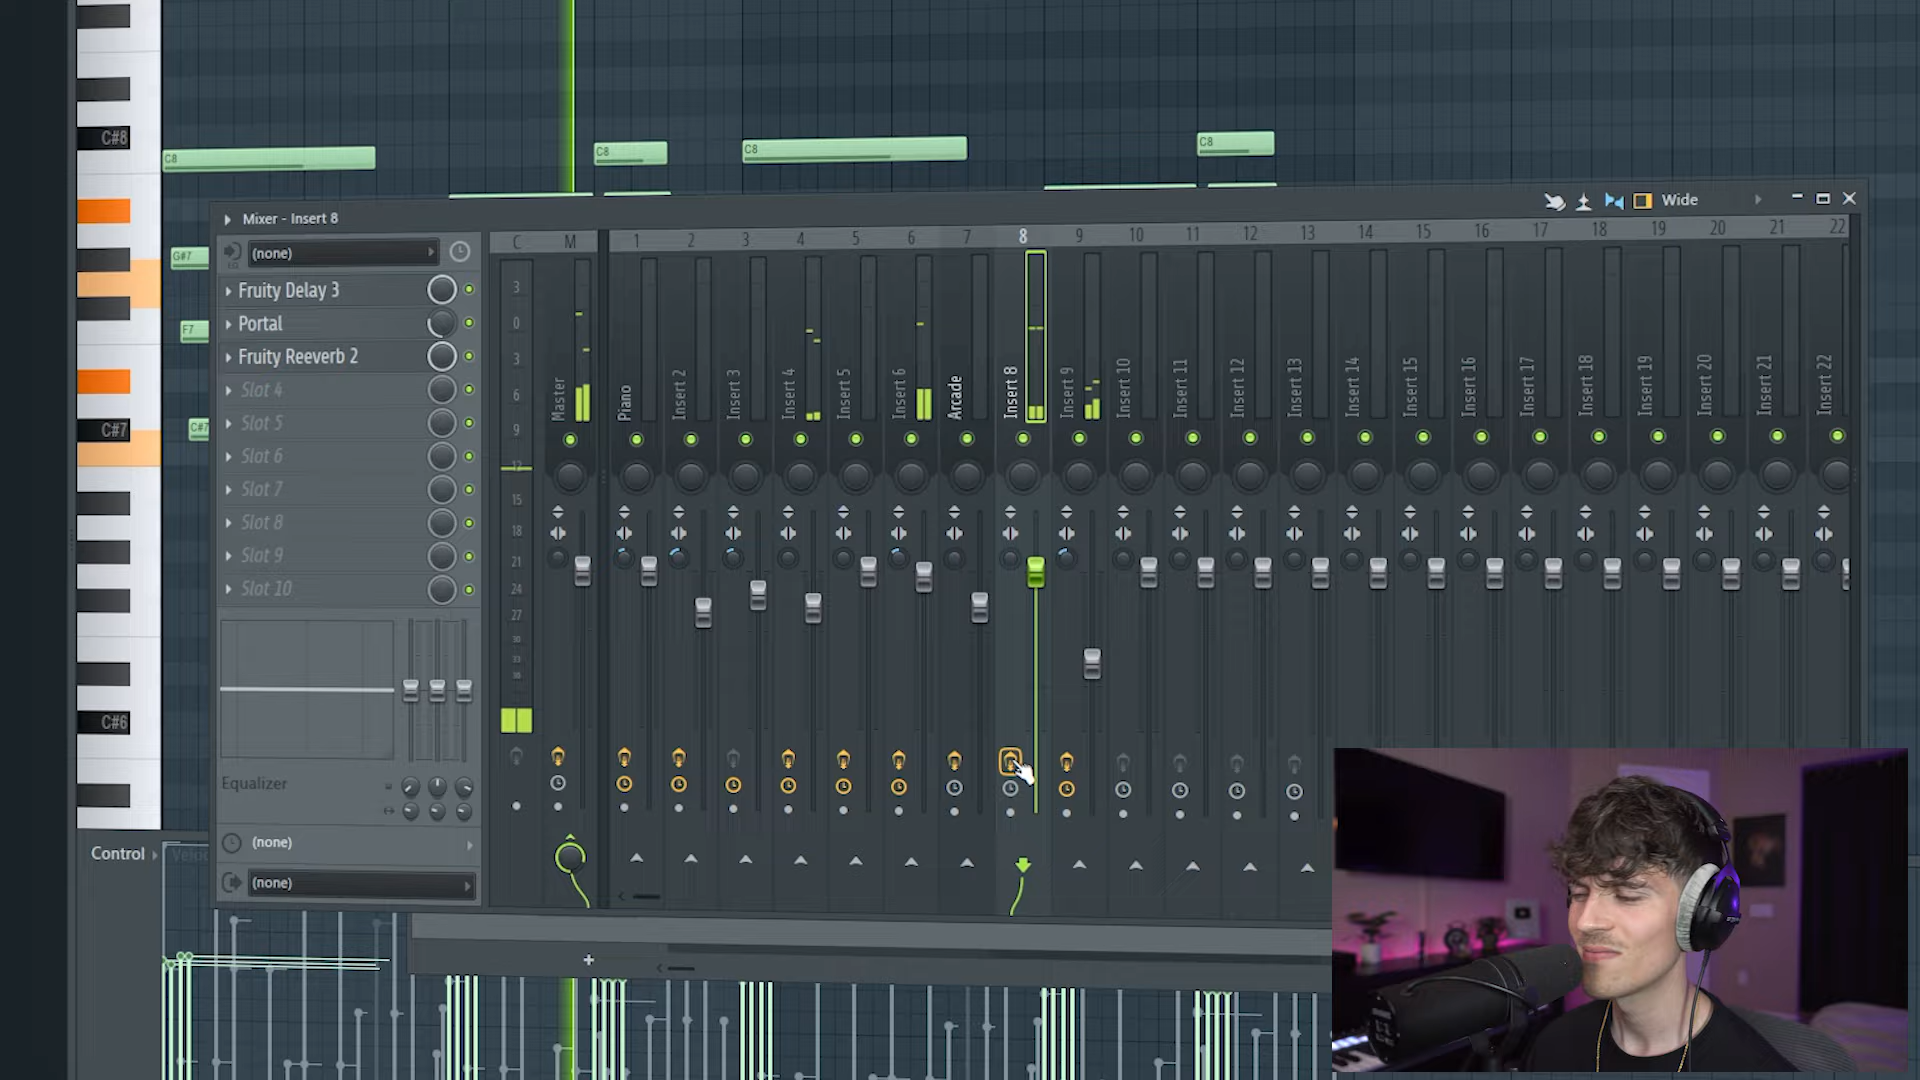 C#8
C8
C8
C8
C8
G#7
F7
C#7
C#7
C#6
Mixer - Insert 8
Wide
(none)
Fruity Delay 3
Portal
Fruity Reeverb 2
Slot 4
Slot 5
Slot 6
Slot 7
Slot 8
Slot 9
Slot 10
Equalizer
(none)
(none)
C M 1 2 3 4 5 6 7 8 9 10 11 12 13 14 15 16 17 18 19 20 21 22
3
0
3
6
9
12
15
18
21
24
27
30
33
36
Master
Piano
Insert 2
Insert 3
Insert 4
Insert 5
Insert 6
Arcade
Insert 8
Insert 9
Insert 10
Insert 11
Insert 12
Insert 13
Insert 14
Insert 15
Insert 16
Insert 17
Insert 18
Insert 19
Insert 20
Insert 21
Insert 22
Control